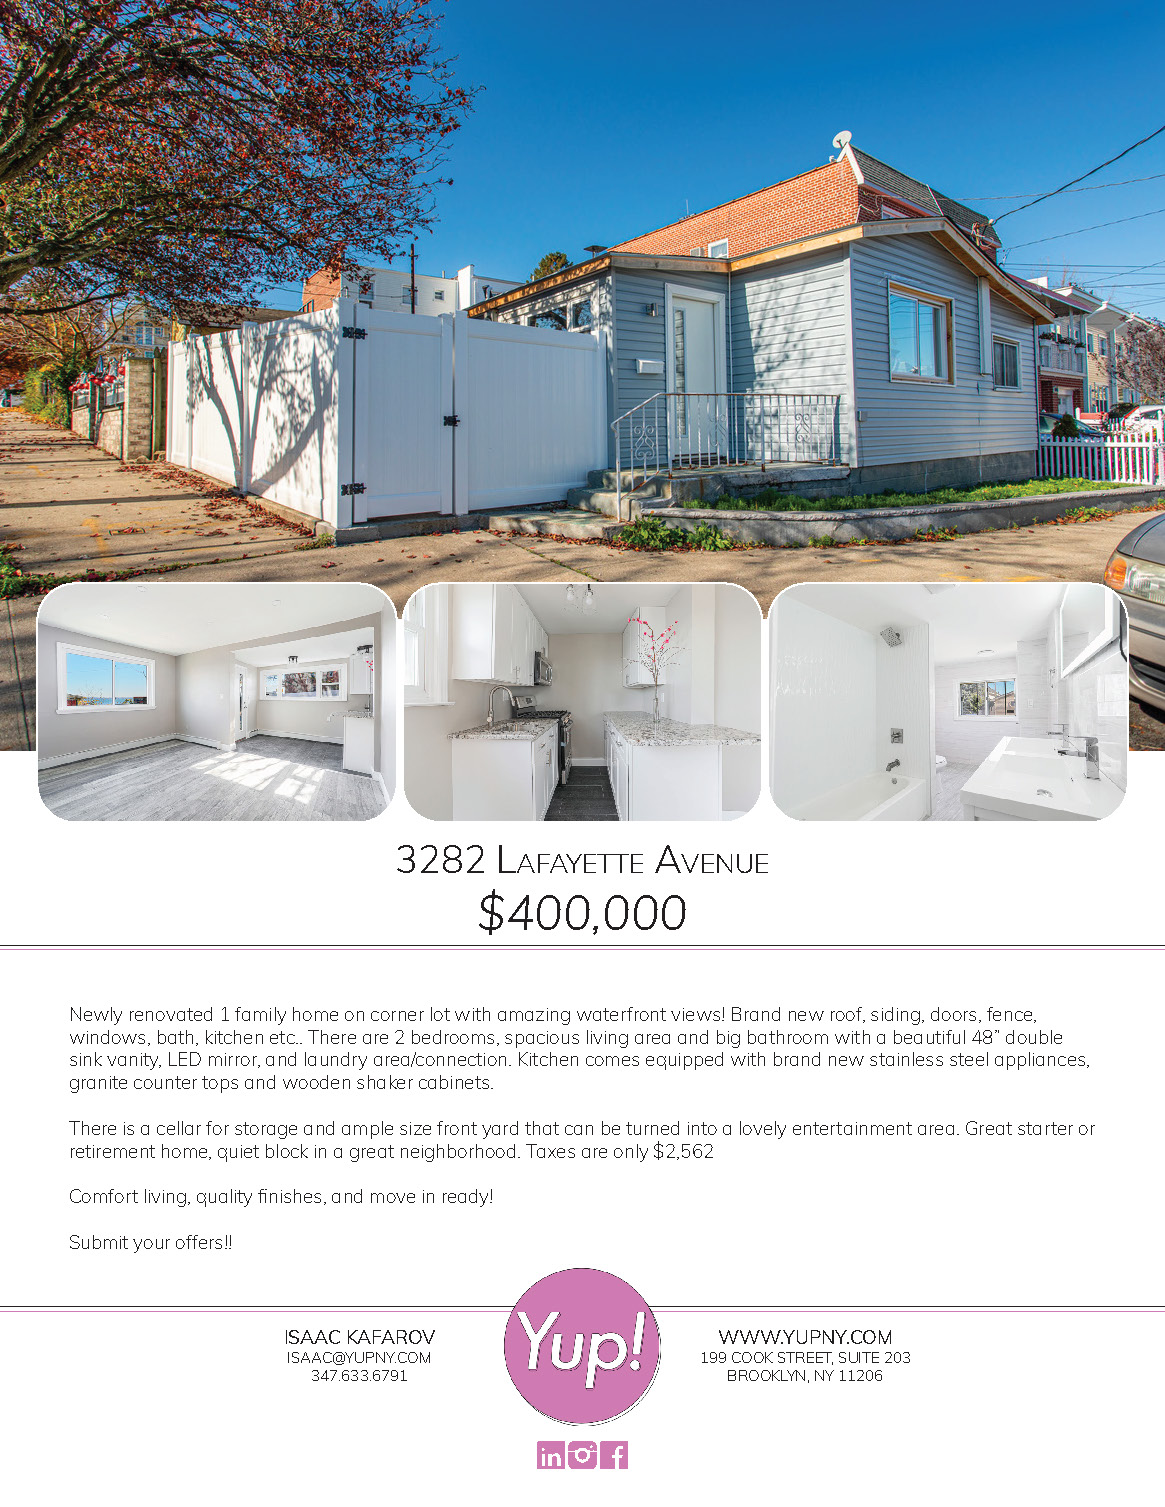 3282 Lafayette Avenue
$400,000
Newly renovated 1 family home on corner lot with amazing waterfront views! Brand new roof, siding, doors, fence,
windows, bath, kitchen etc.. There are 2 bedrooms, spacious living area and big bathroom with a beautiful 48” double
sink vanity, LED mirror, and laundry area/connection. Kitchen comes equipped with brand new stainless steel appliances,
granite counter tops and wooden shaker cabinets.
There is a cellar for storage and ample size front yard that can be turned into a lovely entertainment area. Great starter or
retirement home, quiet block in a great neighborhood. Taxes are only $2,562
Comfort living, quality finishes, and move in ready!
Submit your offers!!
ISAAC KAFAROV
ISAAC@YUPNY.COM
347.633.6791
Yup!
WWW.YUPNY.COM
199 COOK STREET, SUITE 203
BROOKLYN, NY 11206
in f